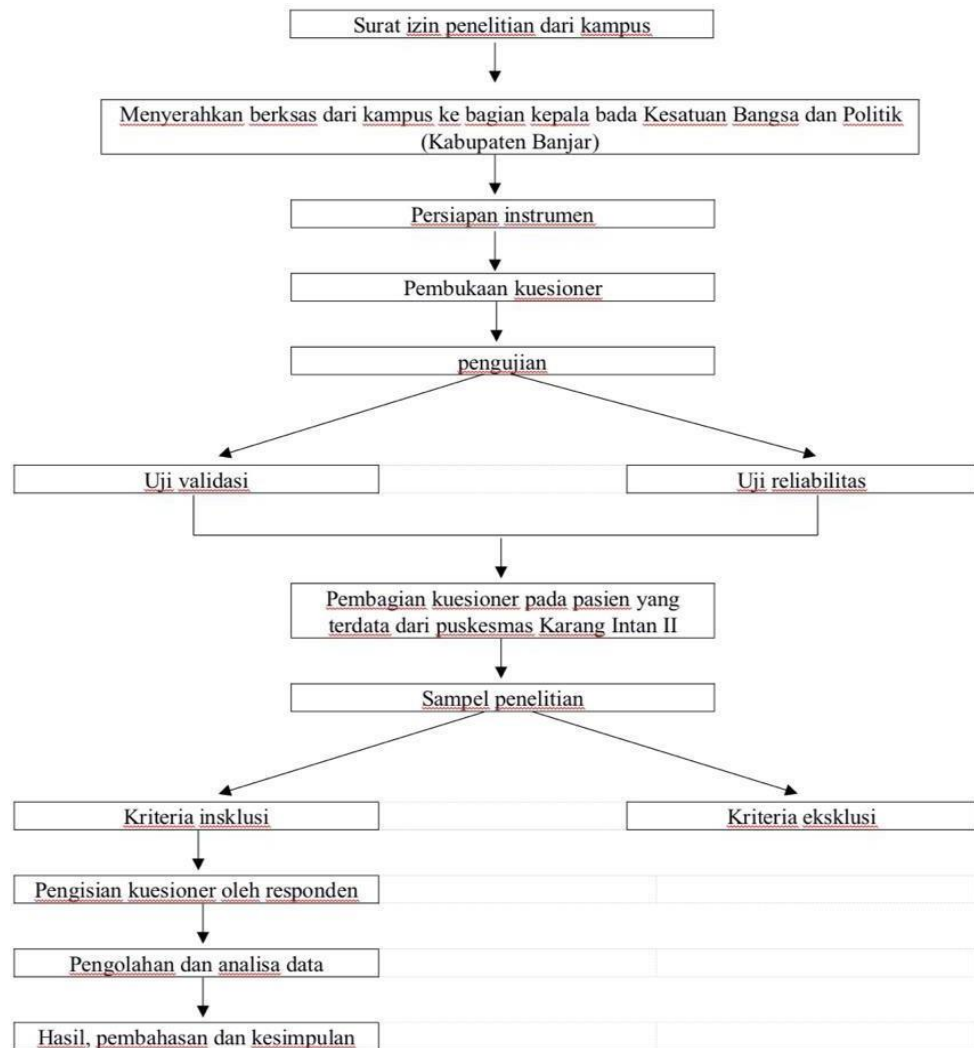 Surat izin penelitian dari kampus
Menyerahkan berksas dari kampus ke bagian kepala bada Kesatuan Bangsa dan Politik
(Kabupaten Banjar)
Persiapan instrumen
Pembukaan kuesioner
pengujian
Uji validasi
Uji reliabilitas
Pembagian kuesioner pada pasien yang
terdata dari puskesmas Karang Intan II
Sampel penelitian
Kriteria insklusi
Kriteria eksklusi
Pengisian kuesioner oleh responden
Pengolahan dan analisa data
Hasil, pembahasan dan kesimpulan